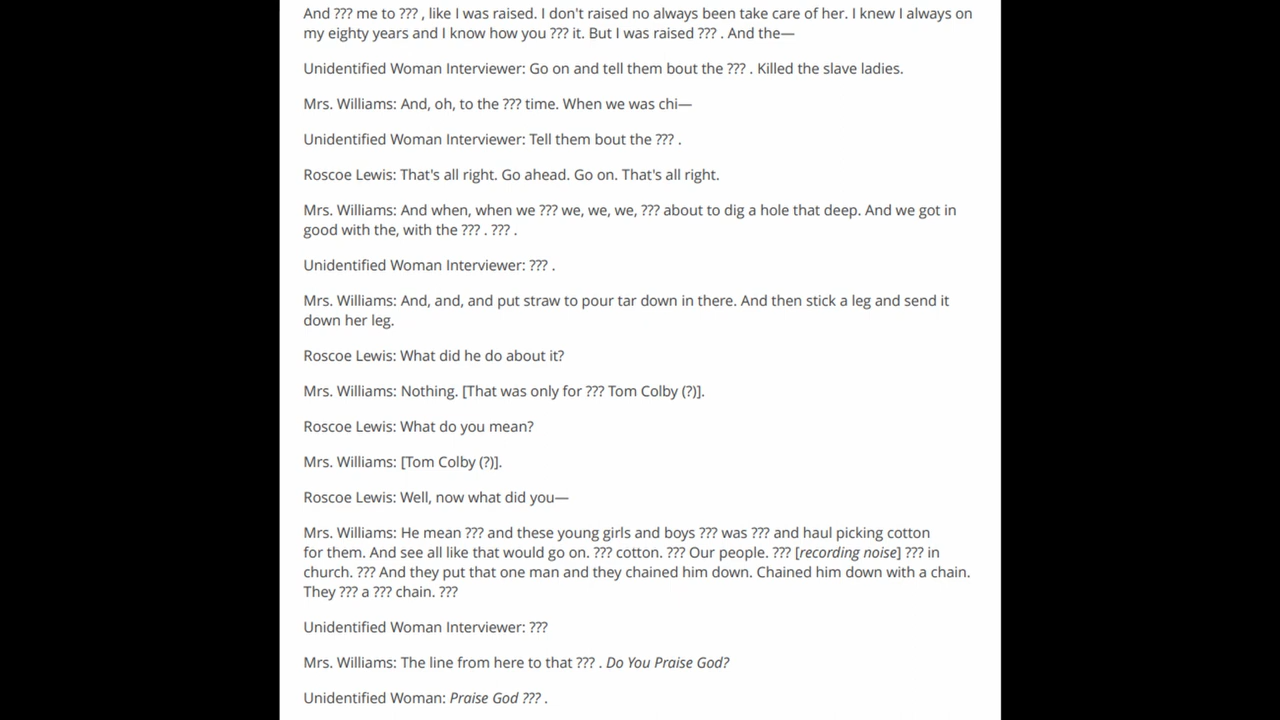 And ??? me to ??? , like I was raised. I don't raised no always been take care of her. I knew I always on
my eighty years and I know how you ??? it. But I was raised ??? . And the—
Unidentified Woman Interviewer: Go on and tell them bout the ??? . Killed the slave ladies.
Mrs. Williams: And, oh, to the ??? time. When we was chi—
Unidentified Woman Interviewer: Tell them bout the ??? .
Roscoe Lewis: That's all right. Go ahead. Go on. That's all right.
Mrs. Williams: And when, when we ??? we, we, we, ??? about to dig a hole that deep. And we got in
good with the, with the ??? . ??? .
Unidentified Woman Interviewer: ??? .
Mrs. Williams: And, and, and put straw to pour tar down in there. And then stick a leg and send it
down her leg.
Roscoe Lewis: What did he do about it?
Mrs. Williams: Nothing. [That was only for ??? Tom Colby (?)].
Roscoe Lewis: What do you mean?
Mrs. Williams: [Tom Colby (?)].
Roscoe Lewis: Well, now what did you—
Mrs. Williams: He mean ??? and these young girls and boys ??? was ??? and haul picking cotton
for them. And see all like that would go on. ??? cotton. ??? Our people. ??? [recording noise] ??? in
church. ??? And they put that one man and they chained him down. Chained him down with a chain.
They ??? a ??? chain. ???
Unidentified Woman Interviewer: ???
Mrs. Williams: The line from here to that ??? . Do You Praise God?
Unidentified Woman: Praise God ??? .